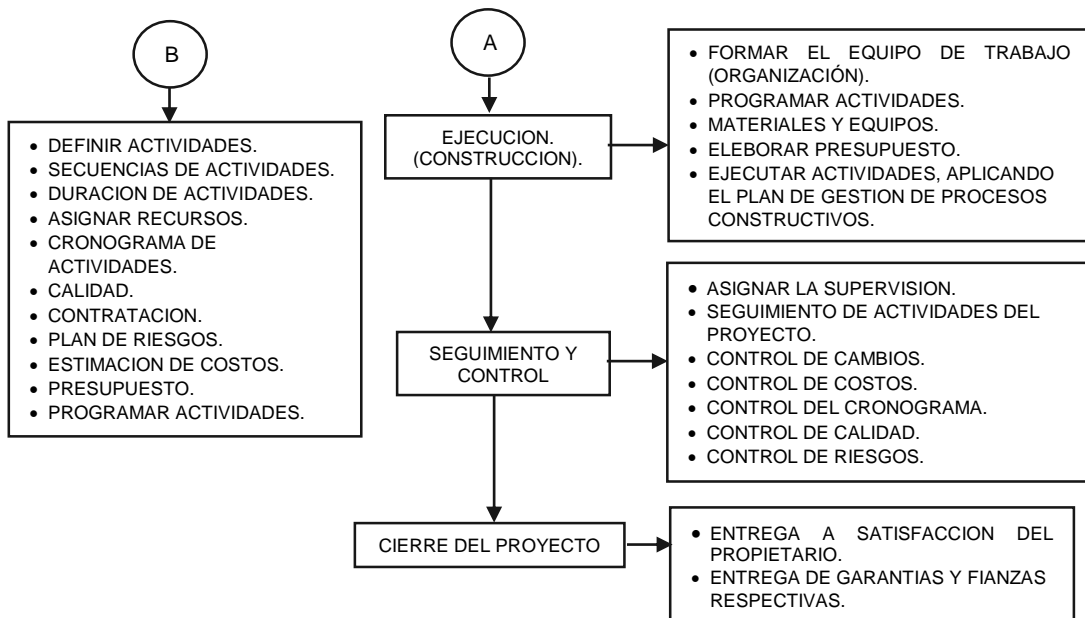 B
• DEFINIR ACTIVIDADES.
• SECUENCIAS DE ACTIVIDADES.
• DURACION DE ACTIVIDADES.
• ASIGNAR RECURSOS.
• CRONOGRAMA DE
ACTIVIDADES.
• CALIDAD.
• CONTRATACION.
• PLAN DE RIESGOS.
• ESTIMACION DE COSTOS.
• PRESUPUESTO.
• PROGRAMAR ACTIVIDADES.
A
EJECUCION.
(CONSTRUCCION).
• FORMAR EL EQUIPO DE TRABAJO
(ORGANIZACIÓN).
• PROGRAMAR ACTIVIDADES.
• MATERIALES Y EQUIPOS.
• ELEBORAR PRESUPUESTO.
• EJECUTAR ACTIVIDADES, APLICANDO
EL PLAN DE GESTION DE PROCESOS
CONSTRUCTIVOS.
SEGUIMIENTO Y
CONTROL
• ASIGNAR LA SUPERVISION.
• SEGUIMIENTO DE ACTIVIDADES DEL
PROYECTO.
• CONTROL DE CAMBIOS.
• CONTROL DE COSTOS.
• CONTROL DEL CRONOGRAMA.
• CONTROL DE CALIDAD.
• CONTROL DE RIESGOS.
CIERRE DEL PROYECTO
• ENTREGA A SATISFACCION DEL
PROPIETARIO.
• ENTREGA DE GARANTIAS Y FIANZAS
RESPECTIVAS.